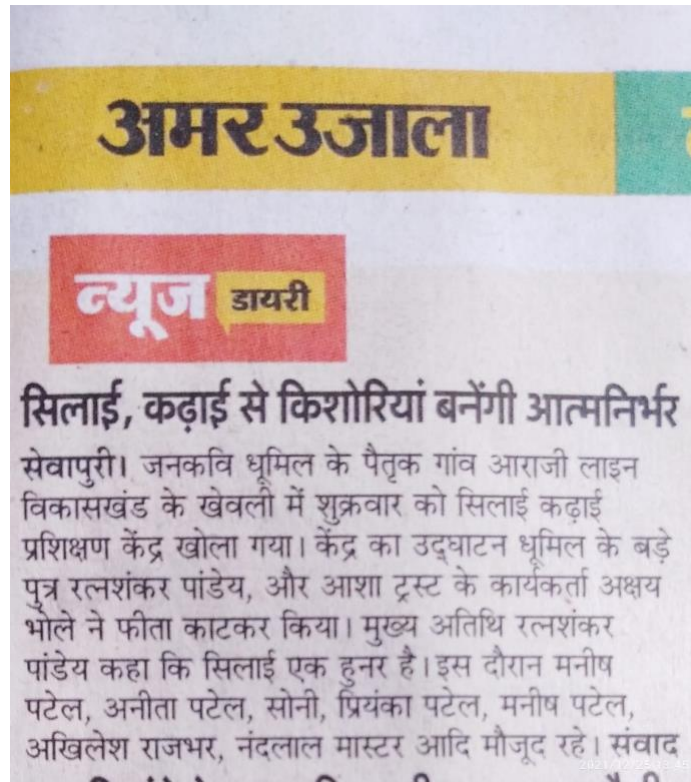 अमर उजाला
न्यूज डायरी
सिलाई, कढ़ाई से किशोरियां बनेंगी आत्मनिर्भर
सेवापुरी। जनकवि धूमिल के पैतृक गांव आराजी लाइन
विकासखंड के खेवली में शुक्रवार को सिलाई कढ़ाई
प्रशिक्षण केंद्र खोला गया। केंद्र का उद्घाटन धूमिल के बड़े
पुत्र रत्नशंकर पांडेय, और आशा ट्रस्ट के कार्यकर्ता अक्षय
भोले ने फीता काटकर किया। मुख्य अतिथि रत्नशंकर
पांडेय कहा कि सिलाई एक हुनर है। इस दौरान मनीष
पटेल, अनीता पटेल, सोनी, प्रियंका पटेल, मनीष पटेल,
अखिलेश राजभर, नंदलाल मास्टर आदि मौजूद रहे। संवाद